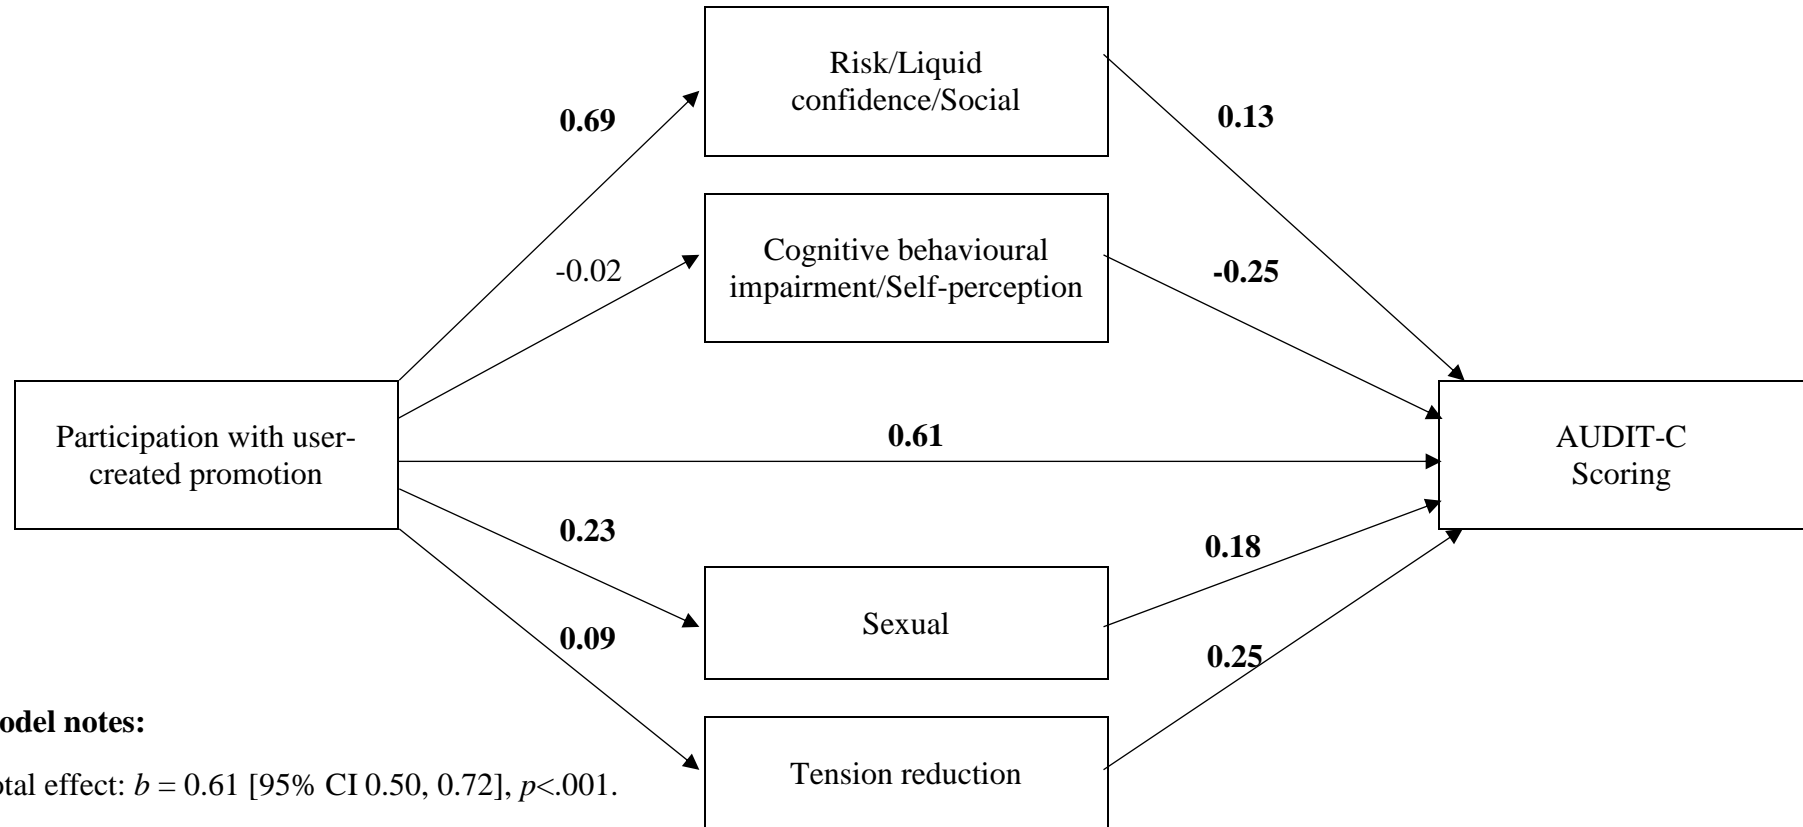 Risk/Liquid
confidence/Social
0.69
0.13
Cognitive behavioural
impairment/Self-perception
-0.02
-0.25
Participation with user-
created promotion
0.61
AUDIT-C
Scoring
0.23
0.18
Sexual
0.09
0.25
odel notes:
Tension reduction
otal effect: b = 0.61 [95% CI 0.50, 0.72], p<.001.